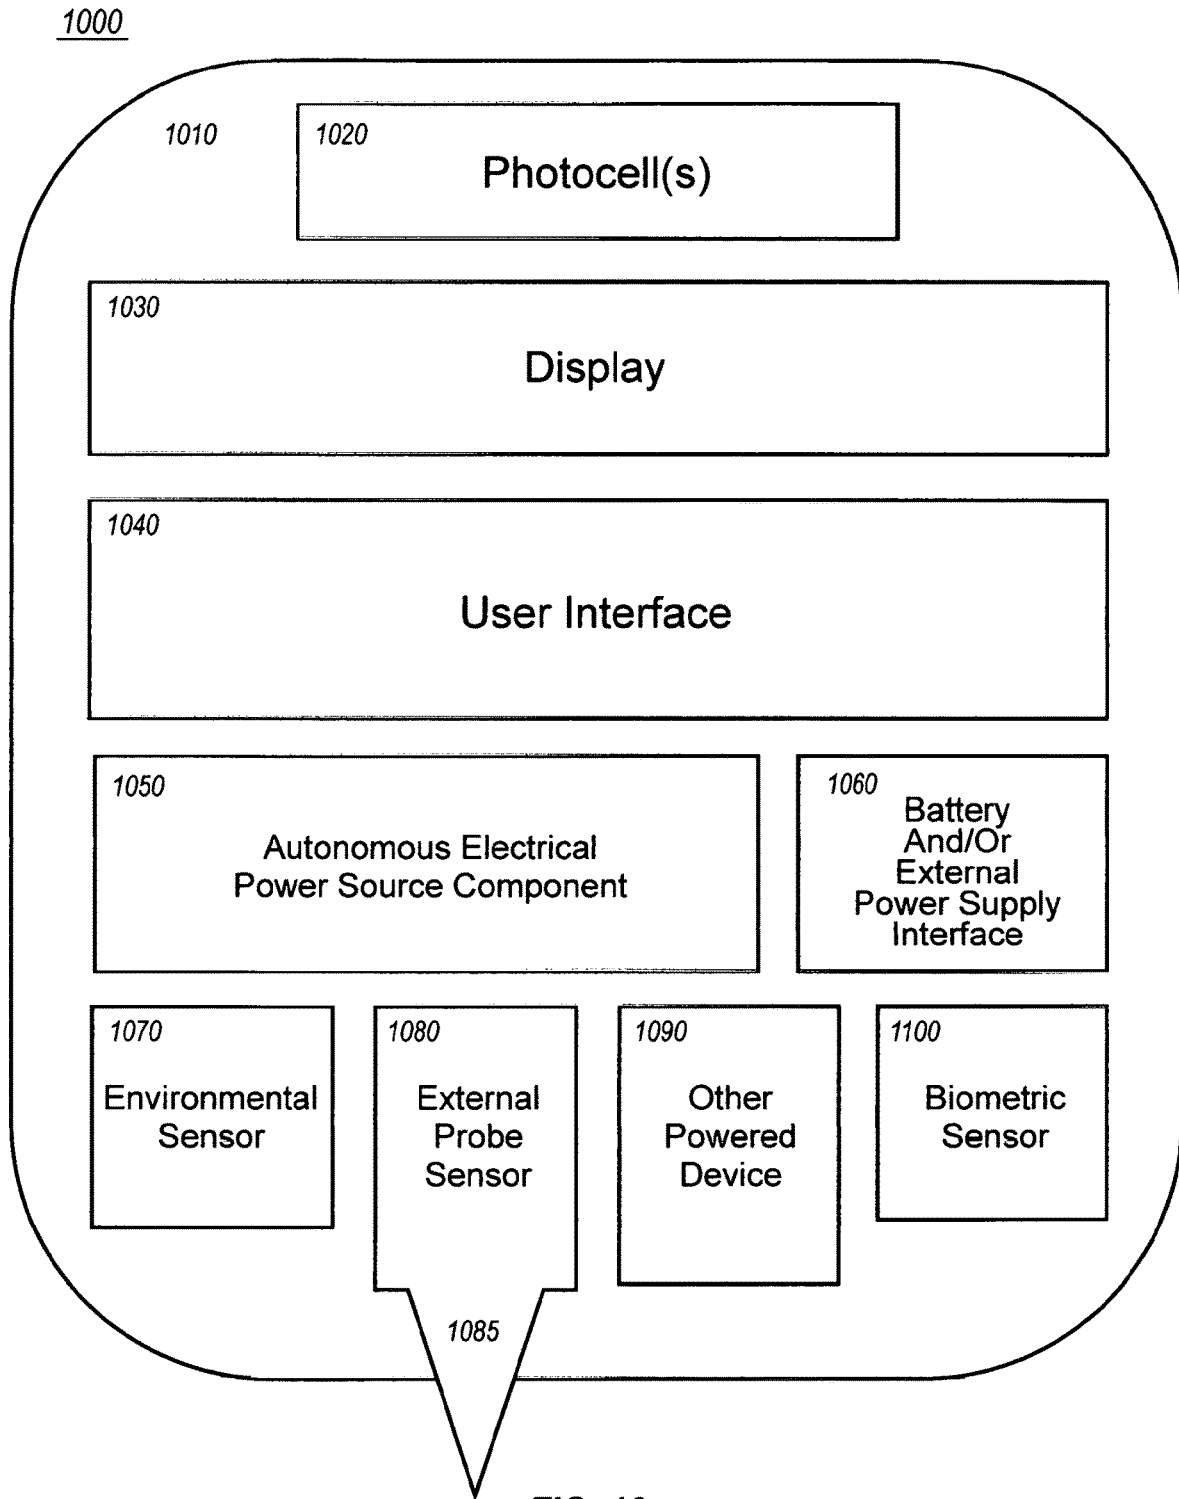 1000
1010
1020
Photocell(s)
1030
Display
1040
User Interface
1050
Autonomous Electrical
Power Source Component
1060
Battery
And/Or
External
Power Supply
Interface
1070
Environmental
Sensor
1080
External
Probe
Sensor
1085
1090
Other
Powered
Device
1100
Biometric
Sensor